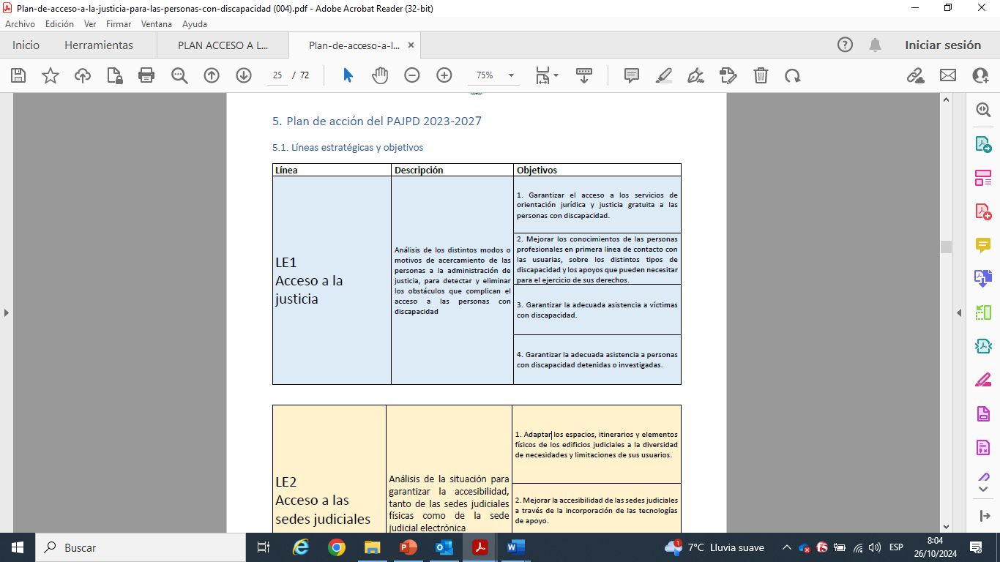 Plan-de-acceso-a-la-justicia-para-las-personas-con-discapacidad (004).pdf - Adobe Acrobat Reader (32-bit)
Archivo Edición Ver Firmar Ventana Ayuda
Inicio Herramientas PLAN ACCESO A L... Plan-de-acceso-a-l... × Iniciar sesión
25 / 72 75%
5. Plan de acción del PAJPD 2023-2027
5.1. Líneas estratégicas y objetivos
Línea Descripción Objetivos
LE1
Acceso a la
justicia
Análisis de los distintos modos o
motivos de acercamiento de las
personas a la administración de
justicia, para detectar y eliminar
los obstáculos que complican el
acceso a las personas con
discapacidad
1. Garantizar el acceso a los servicios de
orientación jurídica y justicia gratuita a las
personas con discapacidad.
2. Mejorar los conocimientos de las personas
profesionales en primera línea de contacto con
las usuarias, sobre los distintos tipos de
discapacidad y los apoyos que pueden necesitar
para el ejercicio de sus derechos.
3. Garantizar la adecuada asistencia a víctimas
con discapacidad.
4. Garantizar la adecuada asistencia a personas
con discapacidad detenidas o investigadas.
LE2
Acceso a las
sedes judiciales
Análisis de la situación para
garantizar la accesibilidad,
tanto de las sedes judiciales
físicas como de la sede
judicial electrónica
1. Adaptar los espacios, itinerarios y elementos
físicos de los edificios judiciales a la diversidad
de necesidades y limitaciones de sus usuarios.
2. Mejorar la accesibilidad de las sedes judiciales
a través de la incorporación de las tecnologías
de apoyo.
Buscar
1
7°C Lluvia suave
ESP
8:04
26/10/2024